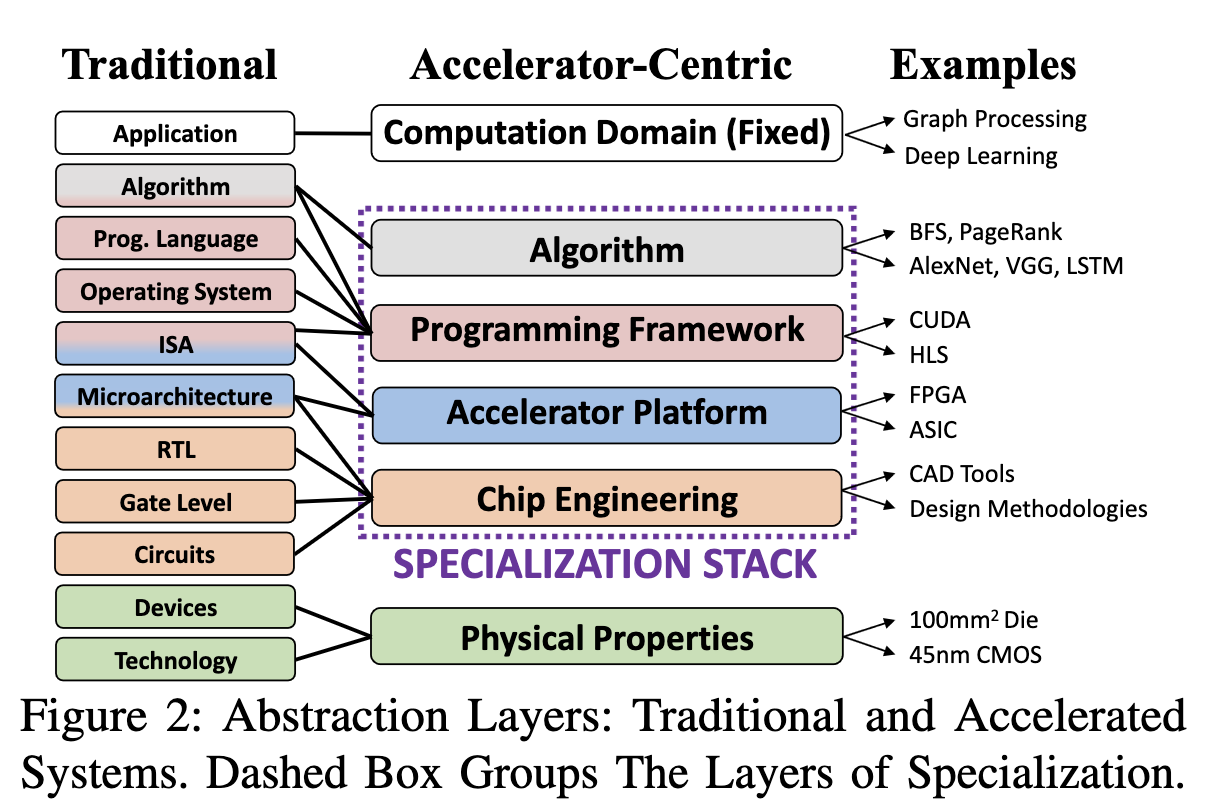 Traditional
Accelerator-Centric
Examples
Application
Computation Domain (Fixed)
Graph Processing
Deep Learning
Algorithm
Prog. Language
Operating System
ISA
Microarchitecture
RTL
Gate Level
Circuits
Devices
Technology
Algorithm
BFS, PageRank
AlexNet, VGG, LSTM
Programming Framework
CUDA
HLS
Accelerator Platform
FPGA
ASIC
Chip Engineering
CAD Tools
Design Methodologies
SPECIALIZATION STACK
Physical Properties
100mm² Die
45nm CMOS
Figure 2: Abstraction Layers: Traditional and Accelerated
Systems. Dashed Box Groups The Layers of Specialization.